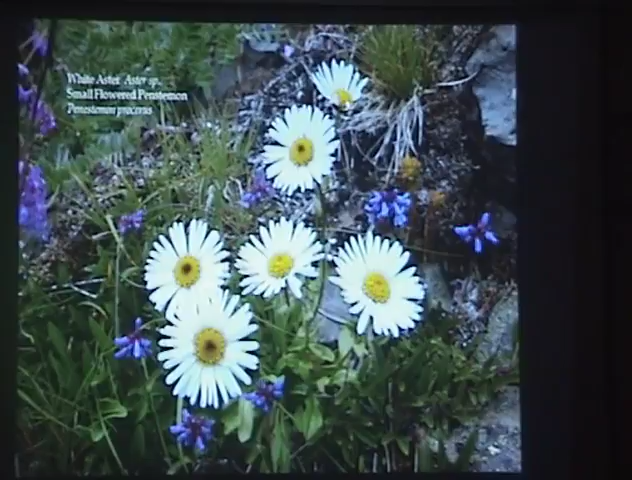 White Aster Aster sp.
Small Flowered Penstemon
Penstemon procerus